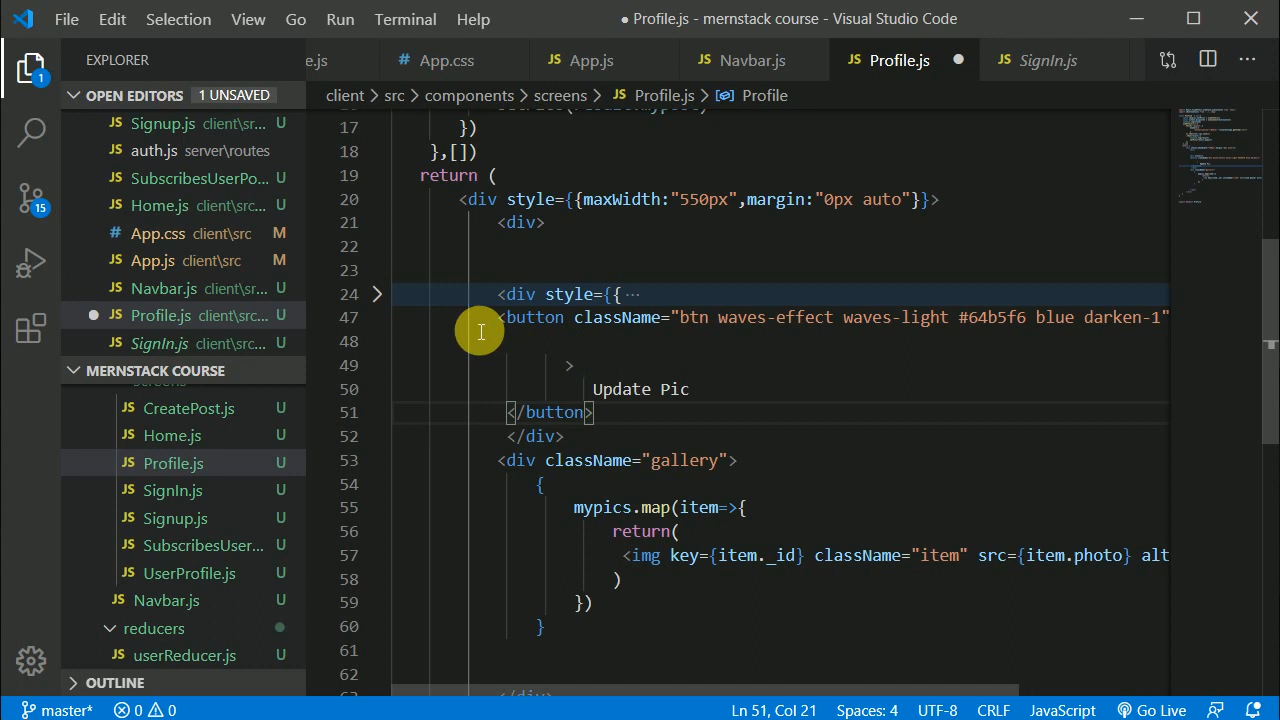 File Edit Selection View Go Run Terminal Help ● Profile.js - mernstack course - Visual Studio Code
EXPLORER
e.js # App.css JS App.js JS Navbar.js JS Profile.js ● JS SignIn.js ···
1
OPEN EDITORS 1 UNSAVED
client > src > components > screens > JS Profile.js > Profile
JS Signup.js client\sr... U
JS auth.js server\routes
JS SubscribesUserPo...
JS Home.js client\src... U
# App.css client\src M
JS App.js client\src M
JS Navbar.js client\s... U
● JS Profile.js client\sr... U
JS SignIn.js client\sr... U
15
MERNSTACK COURSE
JS CreatePost.js U
JS Home.js U
JS Profile.js U
JS SignIn.js U
JS Signup.js U
JS SubscribesUser... U
JS UserProfile.js U
JS Navbar.js U
reducers
JS userReducer.js U
OUTLINE
17 })
18 },[])
19 return (
20 <div style={{maxWidth:"550px",margin:"0px auto"}}>
21 <div>
22
23
24 <div style={{ ···
47 <button className="btn waves-effect waves-light #64b5f6 blue darken-1"
48
49 >
50 Update Pic
51 </button>
52 </div>
53 <div className="gallery">
54 {
55 mypics.map(item=>{
56 return(
57 <img key={item._id} className="item" src={item.photo} alt
58 )
59 })
60 }
61
62
master* 0 0 Ln 51, Col 21 Spaces: 4 UTF-8 CRLF JavaScript Go Live